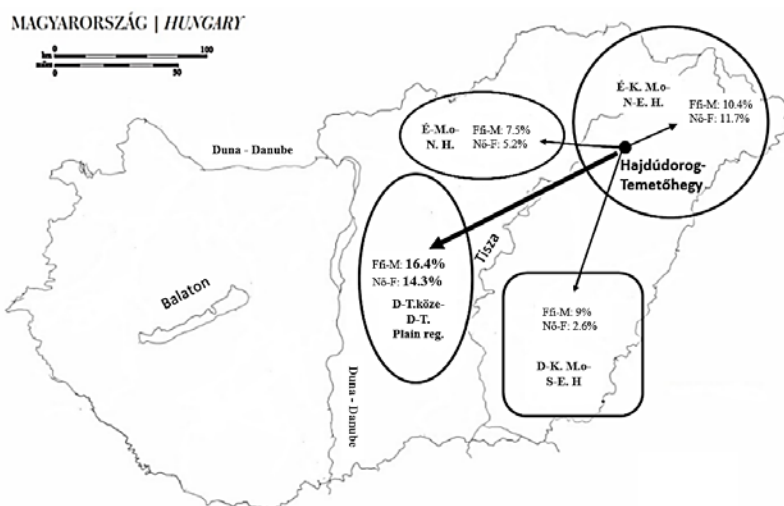 MAGYARORSZÁG | HUNGARY
0 100
km
miles
0 50
É-K. M.o-
N-E. H.
Ffi-M: 10.4%
Nő-F: 11.7%
É-M.o-
N. H.
Ffi-M: 7.5%
Nő-F: 5.2%
Duna - Danube
Hajdúdorog-
Temetőhegy
Tisza
Ffi-M: 16.4%
Nő-F: 14.3%
D-T.köze-
D-T.
Plain reg.
Balaton
Ffi-M: 9%
Nő-F: 2.6%
D-K. M.o-
S-E. H
Duna - Danube